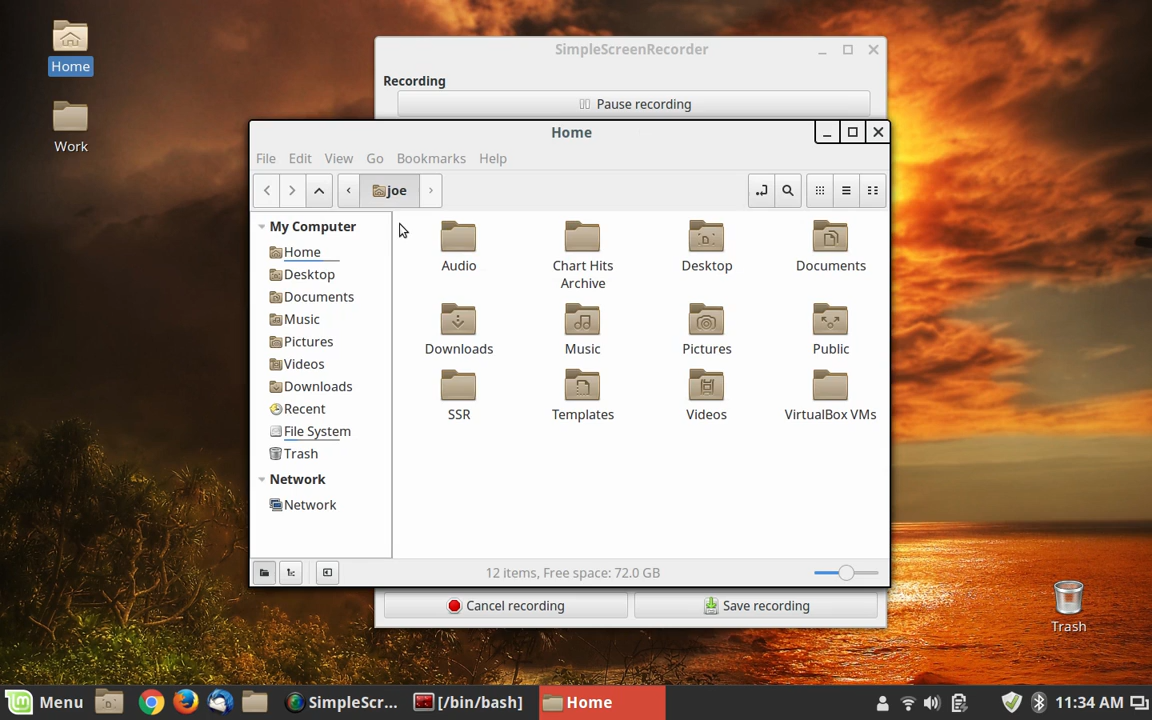 Home
Work
SimpleScreenRecorder
Recording
Pause recording
Home
File Edit View Go Bookmarks Help
joe
My Computer
Home
Desktop
Documents
Music
Pictures
Videos
Downloads
Recent
File System
Trash
Network
Network
Audio
Chart Hits
Archive
Desktop
Documents
Downloads
Music
Pictures
Public
SSR
Templates
Videos
VirtualBox VMs
12 items, Free space: 72.0 GB
Cancel recording
Save recording
Trash
Menu
SimpleScr...
[/bin/bash]
Home
11:34 AM